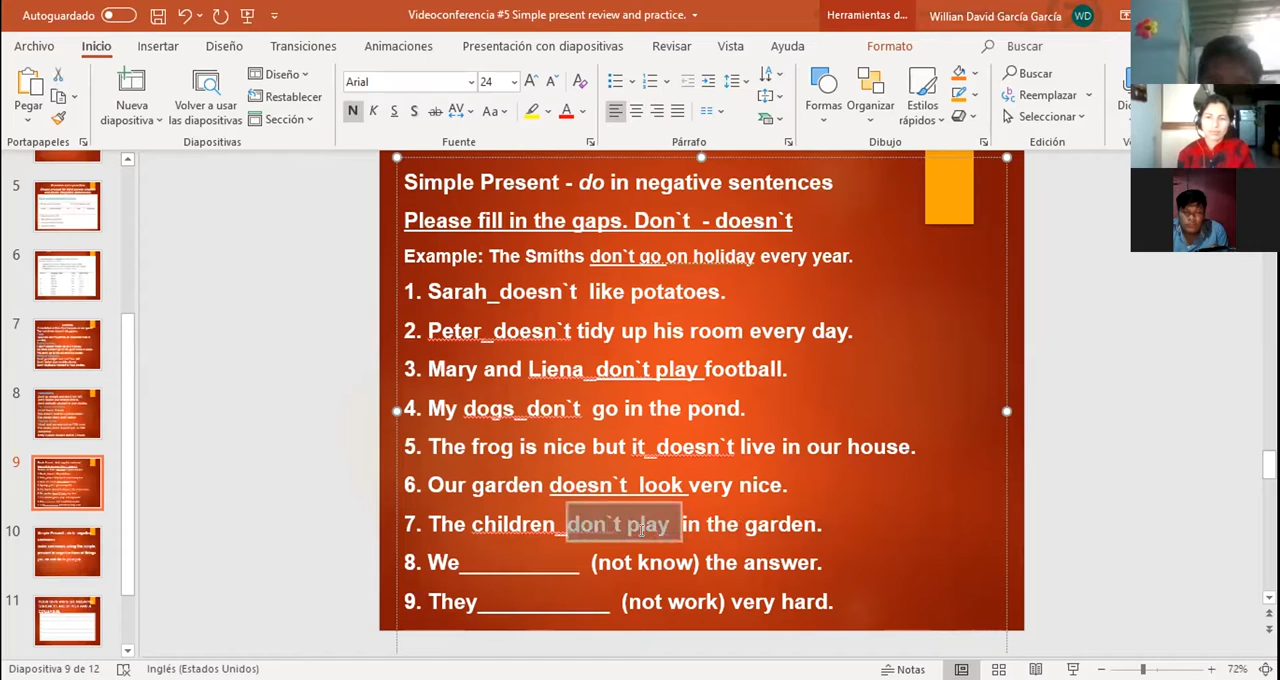 Autoguardado
Videoconferencia #5 Simple present review and practice.
Herramientas d...
Willian David García García
WD
Archivo Inicio Insertar Diseño Transiciones Animaciones Presentación con diapositivas Revisar Vista Ayuda Formato Buscar
Pegar
Nueva diapositiva
Volver a usar las diapositivas
Diseño
Restablecer
Sección
Arial 24
N K S S ab AV Aa A
Formas Organizar Estilos rápidos
Buscar
Reemplazar
Seleccionar
Portapapeles Diapositivas Fuente Párrafo Dibujo Edición
5
6
7
8
9
10
11
Simple Present - do in negative sentences
Please fill in the gaps. Don`t - doesn`t
Example: The Smiths don`t go on holiday every year.
1. Sarah_doesn`t like potatoes.
2. Peter_doesn`t tidy up his room every day.
3. Mary and Liena_don`t play football.
4. My dogs_don`t go in the pond.
5. The frog is nice but it_doesn`t live in our house.
6. Our garden doesn`t look very nice.
7. The children_don`t play in the garden.
8. We__________ (not know) the answer.
9. They___________ (not work) very hard.
Diapositiva 9 de 12 Inglés (Estados Unidos) Notas 72%